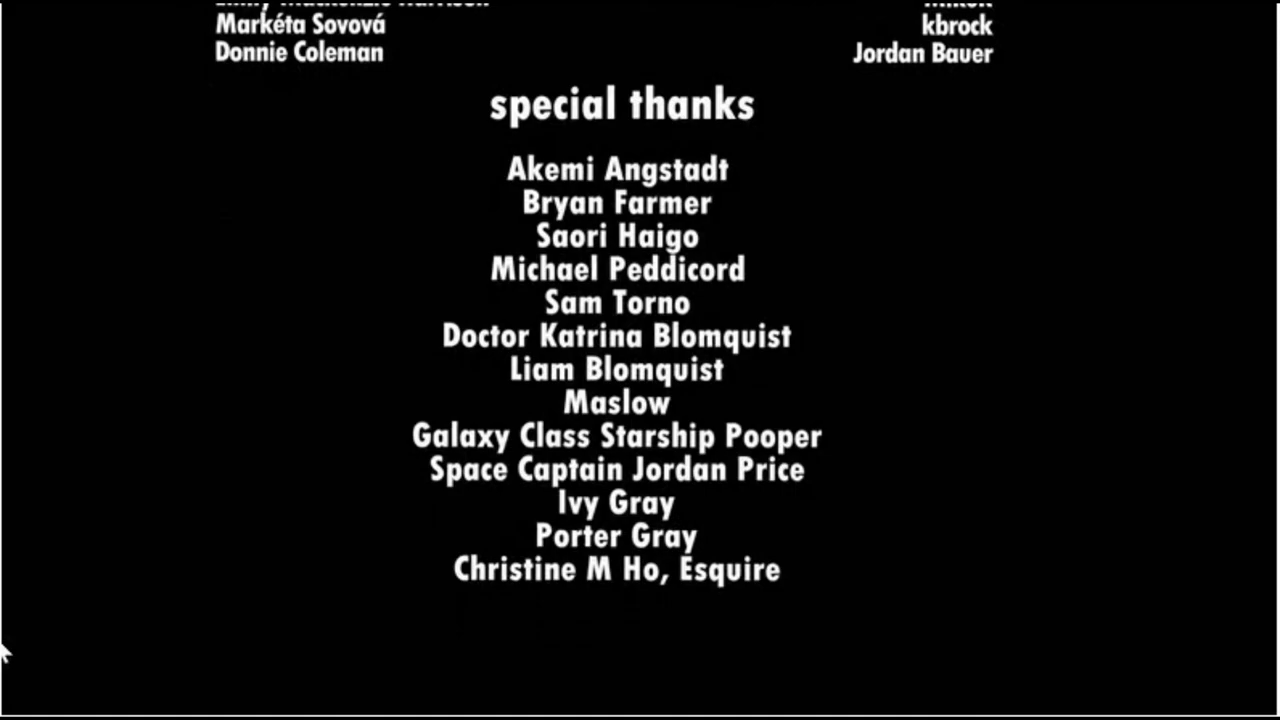 Markéta Sovová
kbrock
Donnie Coleman
Jordan Bauer
special thanks
Akemi Angstadt
Bryan Farmer
Saori Haigo
Michael Peddicord
Sam Torno
Doctor Katrina Blomquist
Liam Blomquist
Maslow
Galaxy Class Starship Pooper
Space Captain Jordan Price
Ivy Gray
Porter Gray
Christine M Ho, Esquire